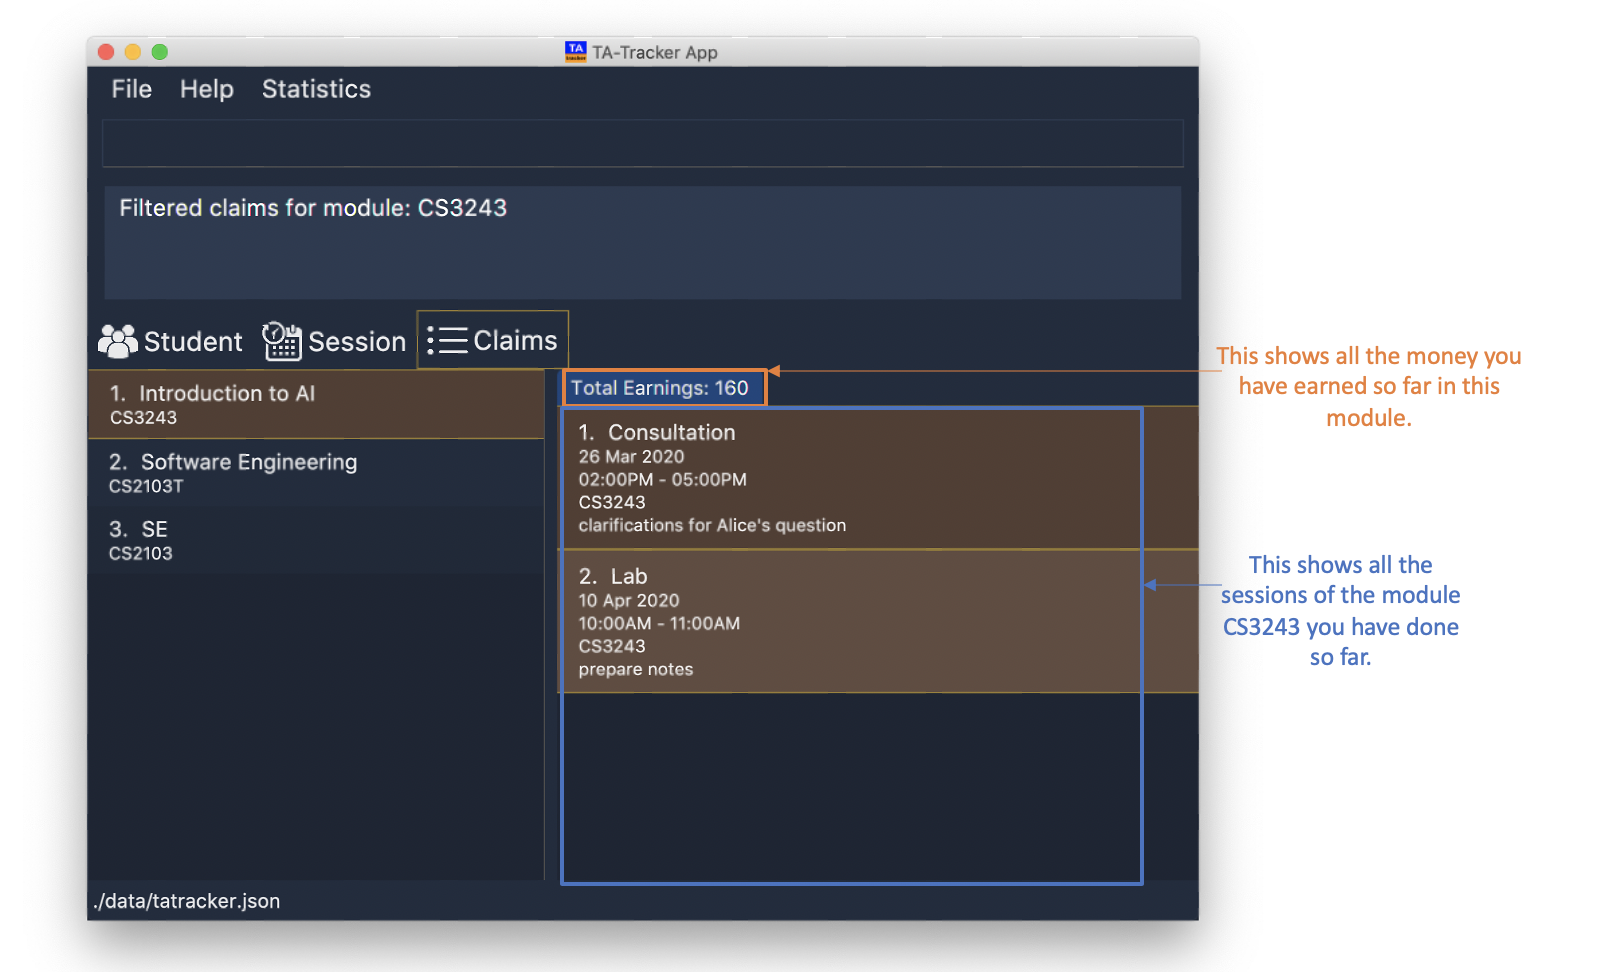 TA
tracker
TA-Tracker App
File Help Statistics
Filtered claims for module: CS3243
Student Session Claims
1. Introduction to AI
CS3243
2. Software Engineering
CS2103T
3. SE
CS2103
Total Earnings: 160
1. Consultation
26 Mar 2020
02:00PM - 05:00PM
CS3243
clarifications for Alice's question
2. Lab
10 Apr 2020
10:00AM - 11:00AM
CS3243
prepare notes
This shows all the money you
have earned so far in this
module.
This shows all the
sessions of the module
CS3243 you have done
so far.
./data/tatracker.json